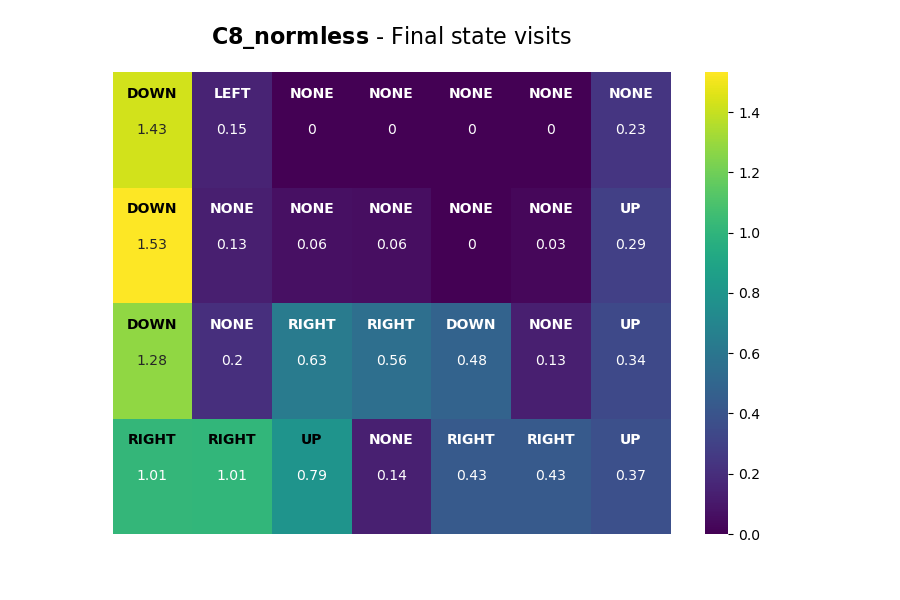 C8_normless - Final state visits
DOWN LEFT NONE NONE NONE NONE NONE
1.43 0.15 0 0 0 0 0.23
DOWN NONE NONE NONE NONE NONE UP
1.53 0.13 0.06 0.06 0 0.03 0.29
DOWN NONE RIGHT RIGHT DOWN NONE UP
1.28 0.2 0.63 0.56 0.48 0.13 0.34
RIGHT RIGHT UP NONE RIGHT RIGHT UP
1.01 1.01 0.79 0.14 0.43 0.43 0.37
1.4
1.2
1.0
0.8
0.6
0.4
0.2
0.0